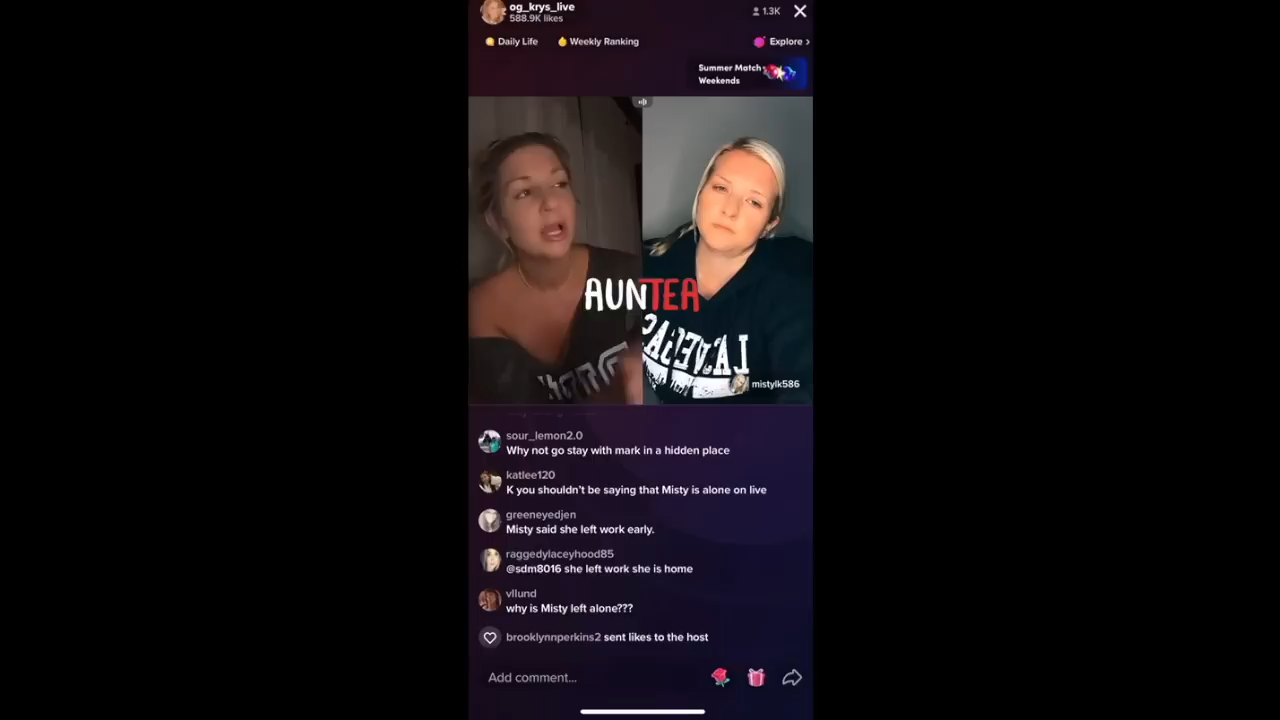 og_krys_live
588.9K likes
1.3K
Daily Life
Weekly Ranking
Explore >
Summer Match
Weekends
AUNTEA
mistylk586
sour_lemon2.0
Why not go stay with mark in a hidden place
katlee120
K you shouldn't be saying that Misty is alone on live
greeneyedjen
Misty said she left work early.
raggedylaceyhood85
@sdm8016 she left work she is home
vllund
why is Misty left alone???
brooklynnperkins2 sent likes to the host
Add comment...